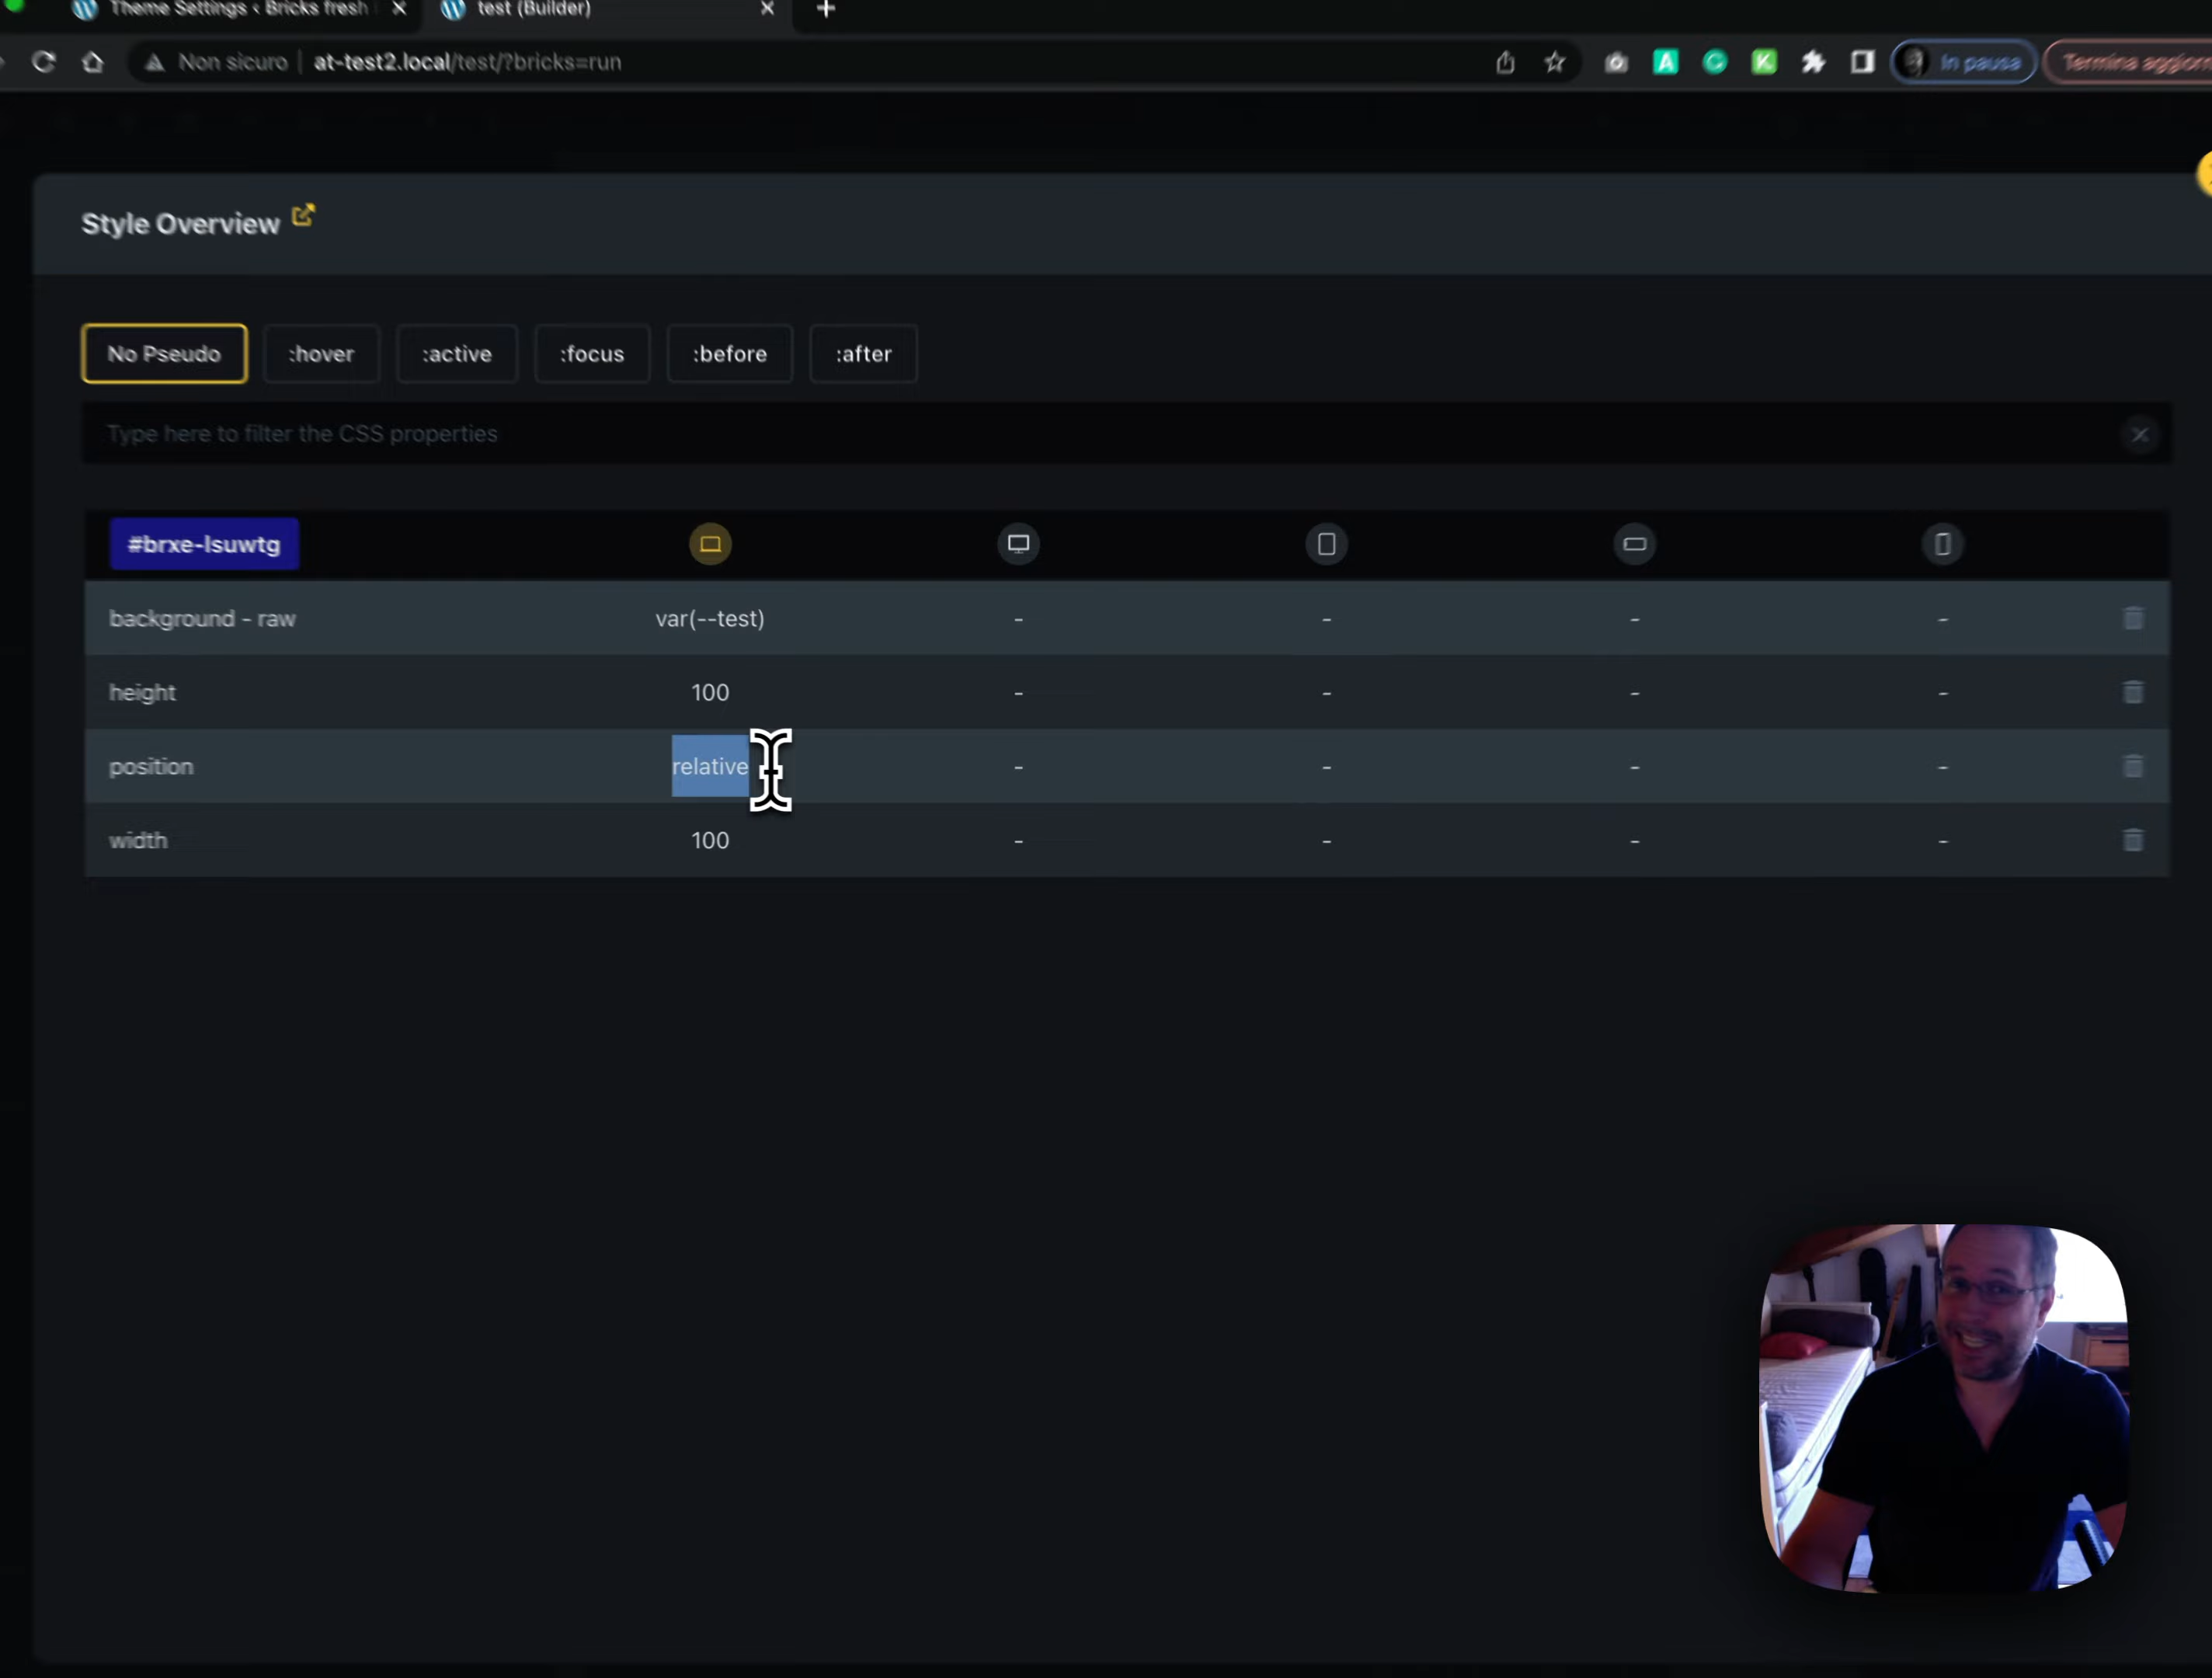 Theme Settings ‹ Bricks fresh
test (Builder)
Non sicuro | at-test2.local/test/?bricks=run
In pausa
Termina aggiorn
Style Overview
No Pseudo :hover :active :focus :before :after
Type here to filter the CSS properties
#brxe-lsuwtg
background - raw var(--test) - - - -
height 100 - - - -
position relative - - - -
width 100 - - - -